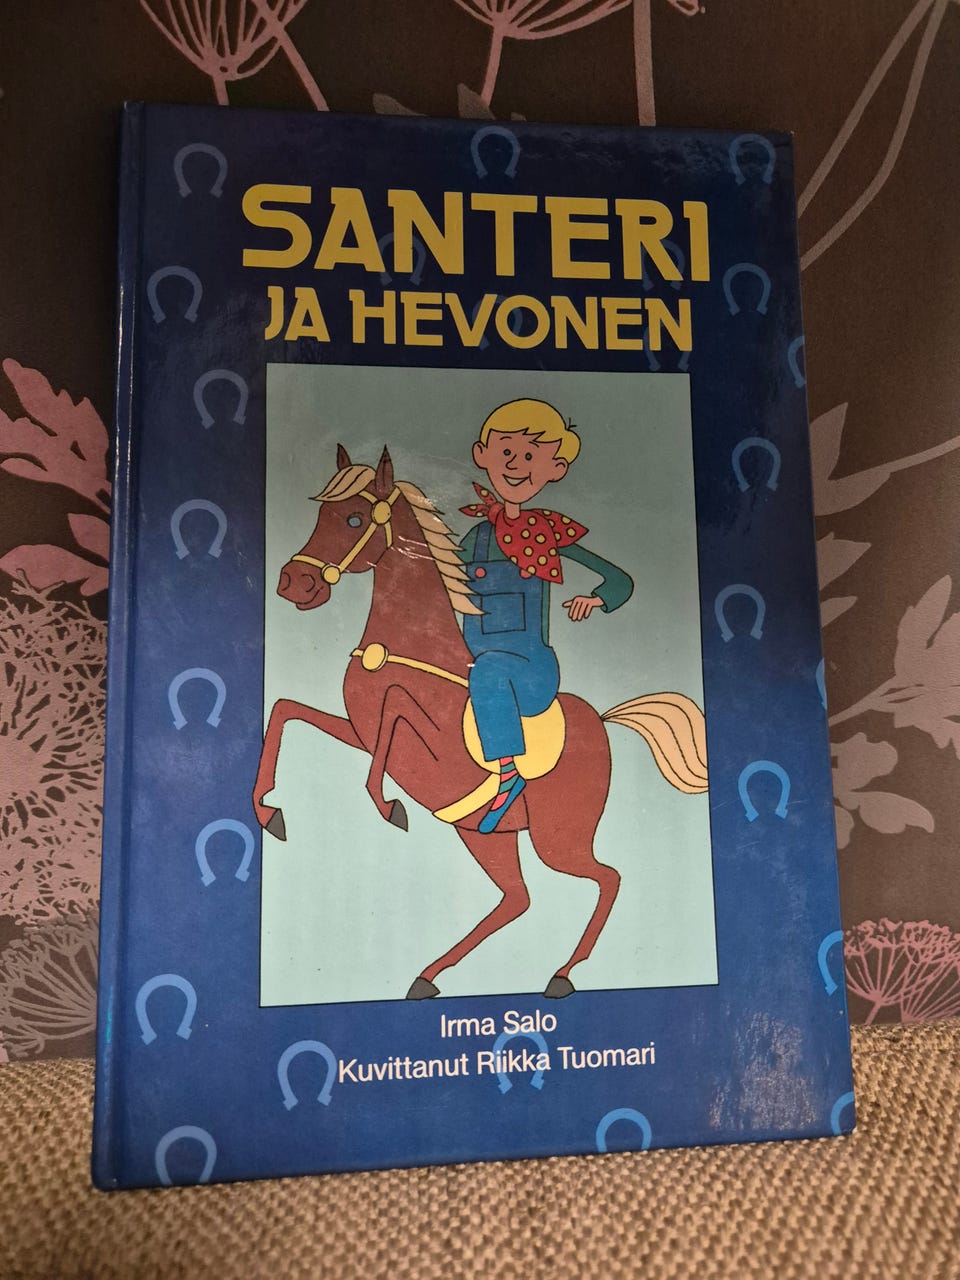 SANTERI
JA HEVONEN
Irma Salo
Kuvittanut Riikka Tuomari